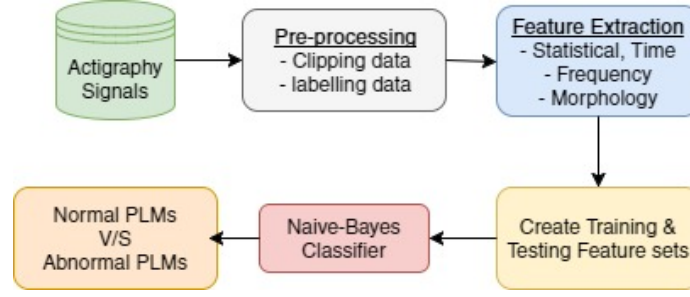 Actigraphy
Signals
Pre-processing
- Clipping data
- labelling data
Feature Extraction
- Statistical, Time
- Frequency
- Morphology
Create Training &
Testing Feature sets
Naive-Bayes
Classifier
Normal PLMs
V/S
Abnormal PLMs